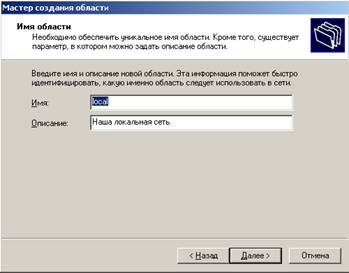 Мастер создания области
Имя области
Необходимо обеспечить уникальное имя области. Кроме того, существует
параметр, в котором можно задать описание области.
Введите имя и описание новой области. Эта информация поможет быстро
идентифицировать, какую именно область следует использовать в сети.
Имя: local
Описание: Наша локальная сеть
< Назад Далее > Отмена